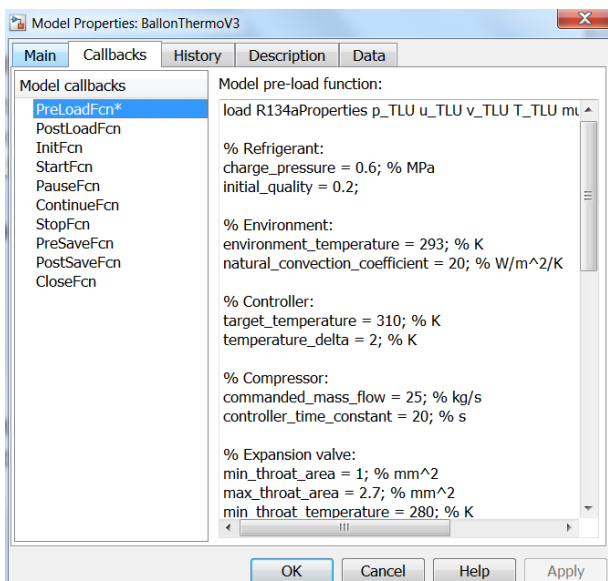 Model Properties: BallonThermoV3
Main Callbacks History Description Data
Model callbacks
PreLoadFcn*
PostLoadFcn
InitFcn
StartFcn
PauseFcn
ContinueFcn
StopFcn
PreSaveFcn
PostSaveFcn
CloseFcn
Model pre-load function:
load R134aProperties p_TLU u_TLU v_TLU T_TLU
% Refrigerant:
charge_pressure = 0.6; % MPa
initial_quality = 0.2;
% Environment:
environment_temperature = 293; % K
natural_convection_coefficient = 20; % W/m^2/K
% Controller:
target_temperature = 310; % K
temperature_delta = 2; % K
% Compressor:
commanded_mass_flow = 25; % kg/s
controller_time_constant = 20; % s
% Expansion valve:
min_throat_area = 1; % mm^2
max_throat_area = 2.7; % mm^2
min_throat_temperature = 280; % K
OK Cancel Help Apply